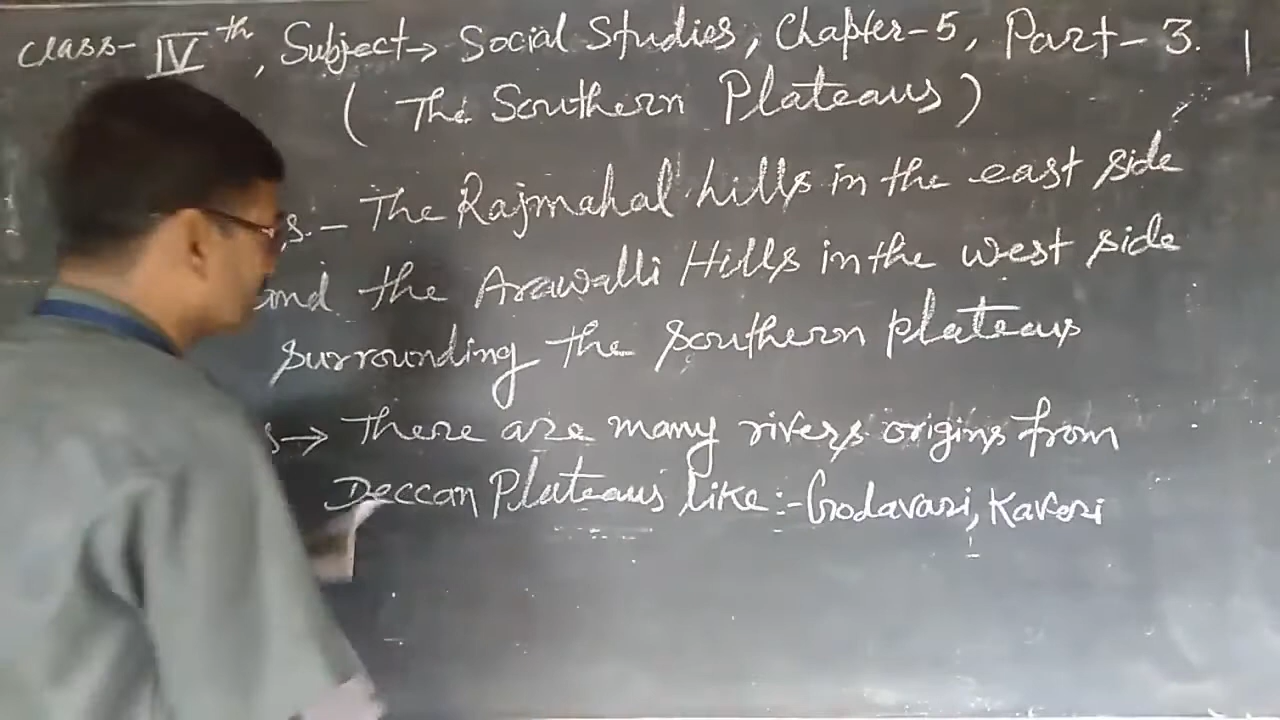 Class- IVth, Subject→ Social Studies, Chapter-5, Part-3.
(The Southern Plateaus)
The Rajmahal hills in the east side
and the Arawalli Hills in the west side
surrounding the southern plateaus
→ There are many rivers origins from
Deccan Plateaus like:- Godavari, Kaveri